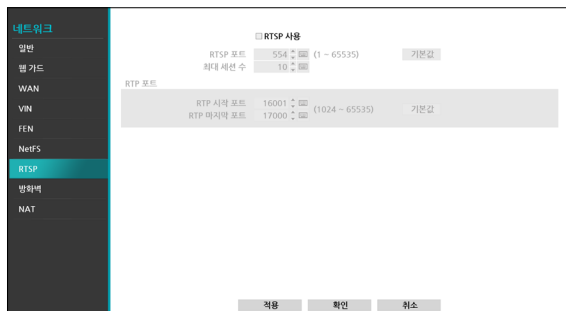 네트워크
일반
웹 가드
WAN
VIN
FEN
NetFS
RTSP
방화벽
NAT
RTSP 사용
RTSP 포트 554 (1 ~ 65535) 기본값
최대 세션 수 10
RTP 포트
RTP 시작 포트 16001
(1024 ~ 65535) 기본값
RTP 마지막 포트 17000
적용 확인 취소